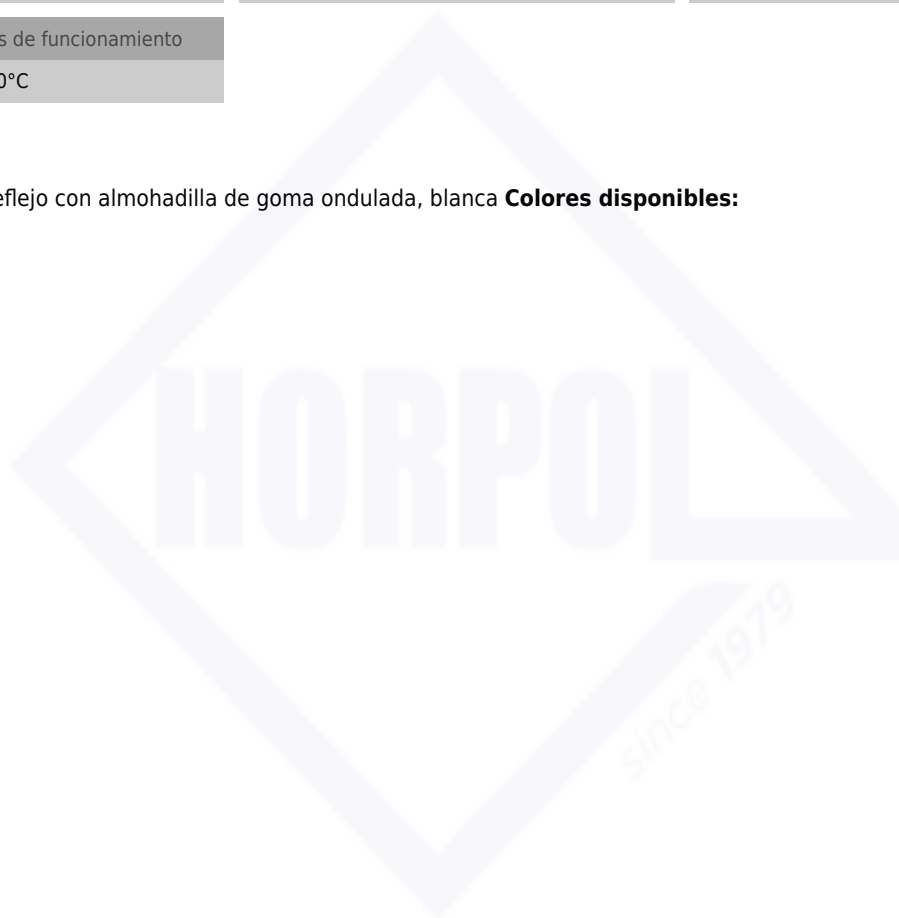 s de funcionamiento
0°C
eflejo con almohadilla de goma ondulada, blanca Colores disponibles:
HORPOL
since 1979